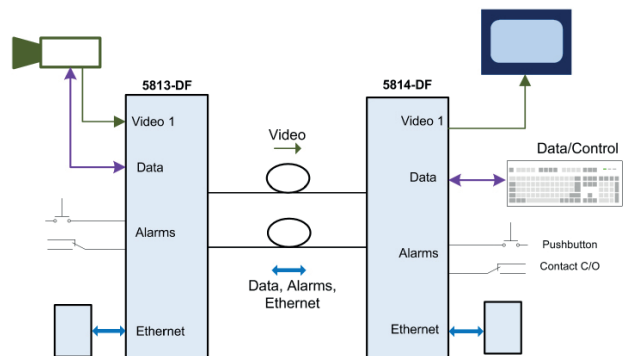 5813-DF
5814-DF
Video 1
Data
Alarms
Ethernet
Video
Data, Alarms,
Ethernet
Video 1
Data
Alarms
Ethernet
Data/Control
Pushbutton
Contact C/O